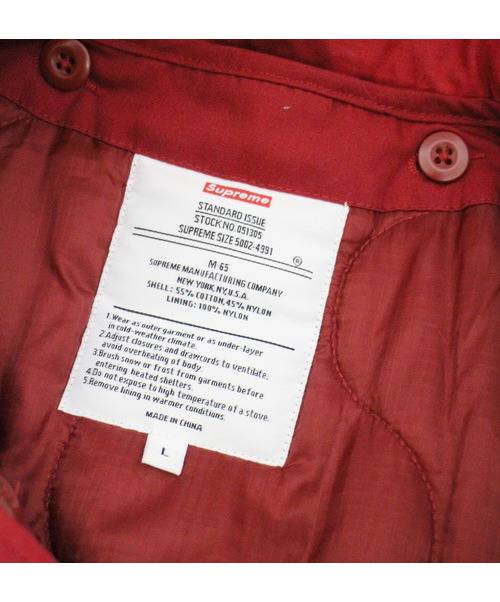 Supreme
STANDARD ISSUE
STOCK NO. 051305
SUPREME SIZE 5002-4991
®
M-65
SUPREME MANUFACTURING COMPANY
NEW YORK, NY, U.S.A.
SHELL: 55% COTTON, 45% NYLON
LINING: 100% NYLON
1.Wear as outer garment or as under-layer
in cold-weather climate.
2.Adjust closures and drawcords to ventilate.
avoid overheating of body.
3.Brush snow or frost from garments before
entering heated shelters.
4.Do not expose to high temperature of a stove.
5.Remove lining in warmer conditions.
MADE IN CHINA
L